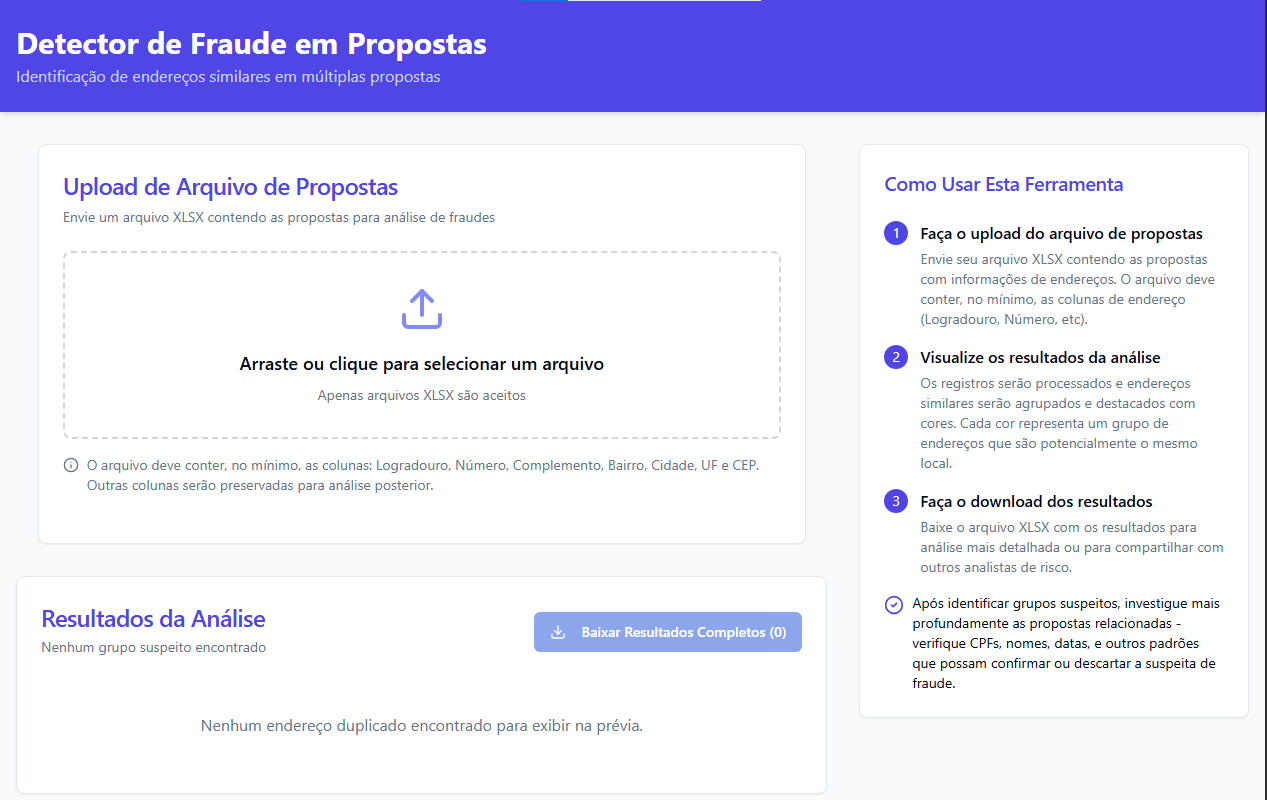 Detector de Fraude em Propostas
Identificação de endereços similares em múltiplas propostas
Upload de Arquivo de Propostas
Envie um arquivo XLSX contendo as propostas para análise de fraudes
Arraste ou clique para selecionar um arquivo
Apenas arquivos XLSX são aceitos
O arquivo deve conter, no mínimo, as colunas: Logradouro, Número, Complemento, Bairro, Cidade, UF e CEP.
Outras colunas serão preservadas para análise posterior.
Resultados da Análise
Nenhum grupo suspeito encontrado
Baixar Resultados Completos (0)
Nenhum endereço duplicado encontrado para exibir na prévia.
Como Usar Esta Ferramenta
1 Faça o upload do arquivo de propostas
Envie seu arquivo XLSX contendo as propostas
com informações de endereços. O arquivo deve
conter, no mínimo, as colunas de endereço
(Logradouro, Número, etc).
2 Visualize os resultados da análise
Os registros serão processados e endereços
similares serão agrupados e destacados com
cores. Cada cor representa um grupo de
endereços que são potencialmente o mesmo
local.
3 Faça o download dos resultados
Baixe o arquivo XLSX com os resultados para
análise mais detalhada ou para compartilhar com
outros analistas de risco.
Após identificar grupos suspeitos, investigue mais
profundamente as propostas relacionadas -
verifique CPFs, nomes, datas, e outros padrões
que possam confirmar ou descartar a suspeita de
fraude.